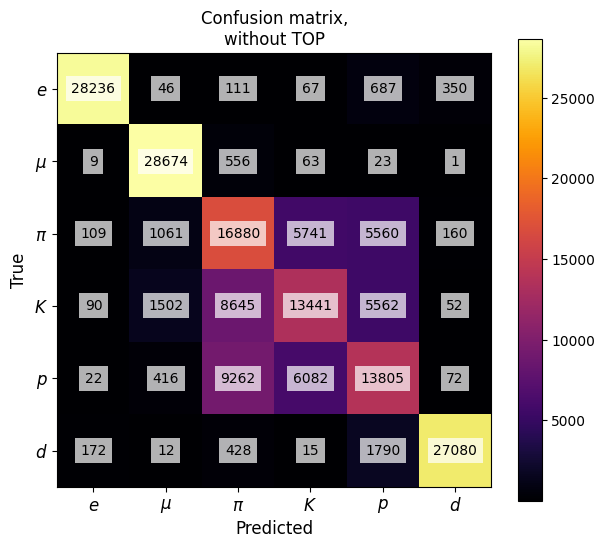 Confusion matrix,
without TOP
e 28236 46 111 67 687 350
μ 9 28674 556 63 23 1
π 109 1061 16880 5741 5560 160
K 90 1502 8645 13441 5562 52
p 22 416 9262 6082 13805 72
d 172 12 428 15 1790 27080
e μ π K p d
True
Predicted
25000
20000
15000
10000
5000